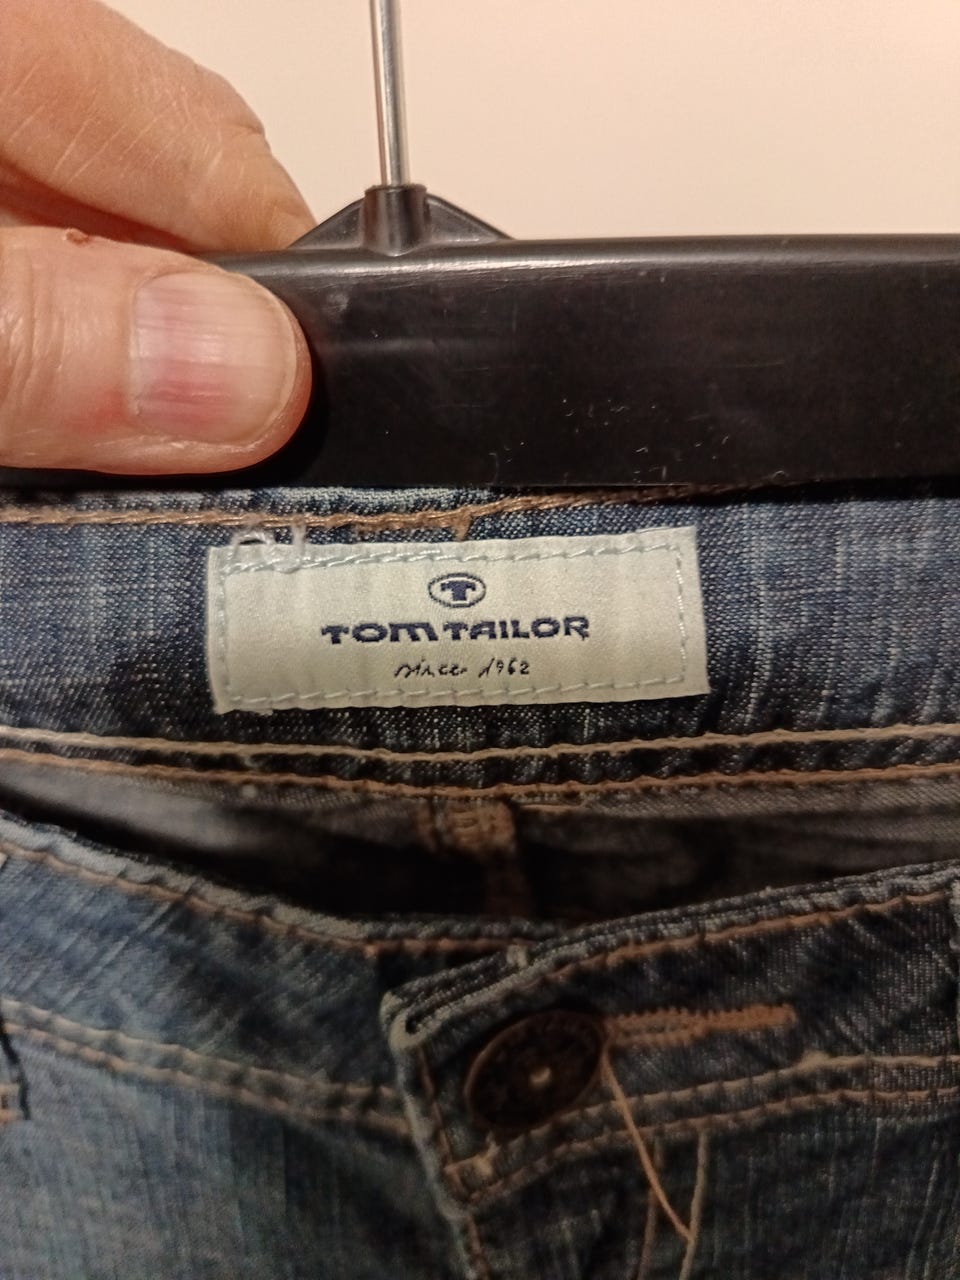 T
TOM TAILOR
since 1962